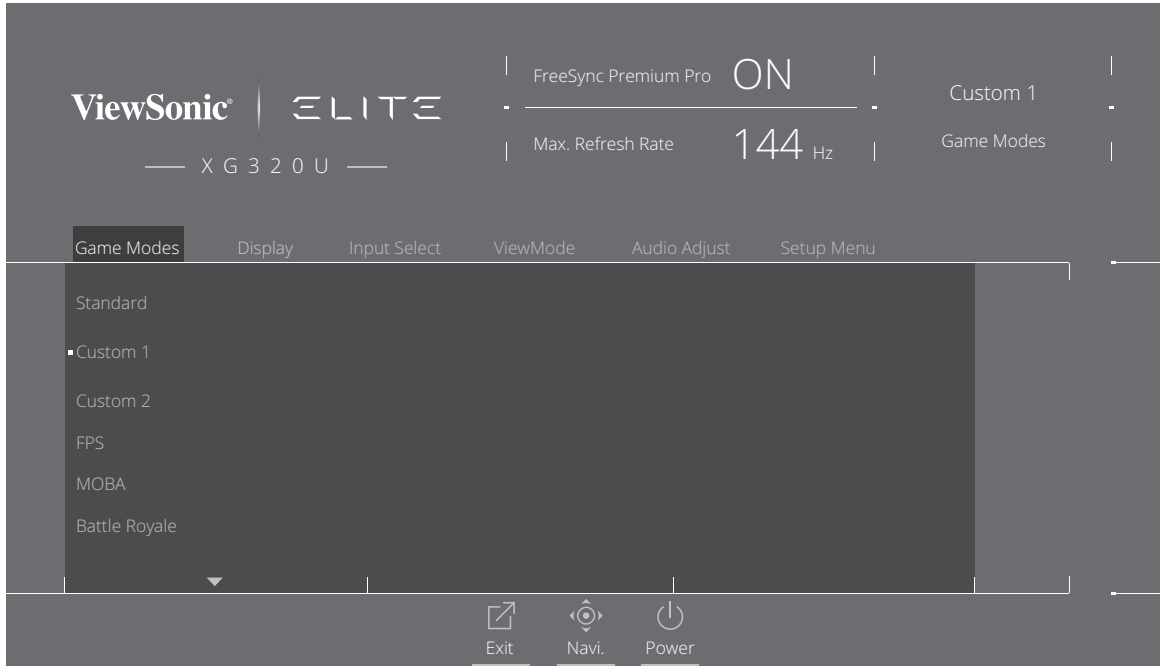 FreeSync Premium Pro ON
Custom 1
ViewSonic® ELITE
Max. Refresh Rate 144 Hz
Game Modes
XG320U
Game Modes Display Input Select ViewMode Audio Adjust Setup Menu
Standard
Custom 1
Custom 2
FPS
MOBA
Battle Royale
Exit Navi. Power